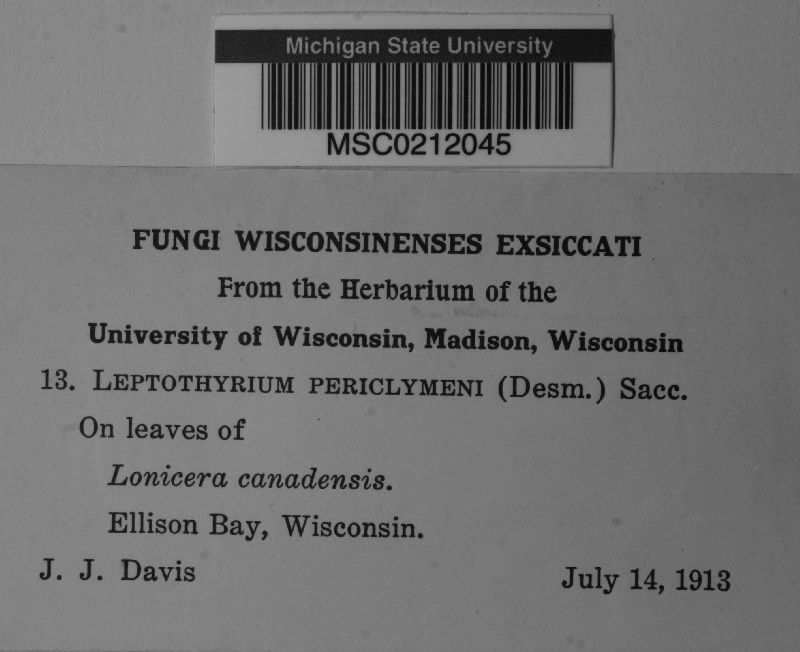 Michigan State University
MSC0212045
FUNGI WISCONSINENSES EXSICCATI
From the Herbarium of the
University of Wisconsin, Madison, Wisconsin
13. LEPTOTHYRIUM PERICLYMENI (Desm.) Sacc.
On leaves of
Lonicera canadensis.
Ellison Bay, Wisconsin.
J. J. Davis July 14, 1913